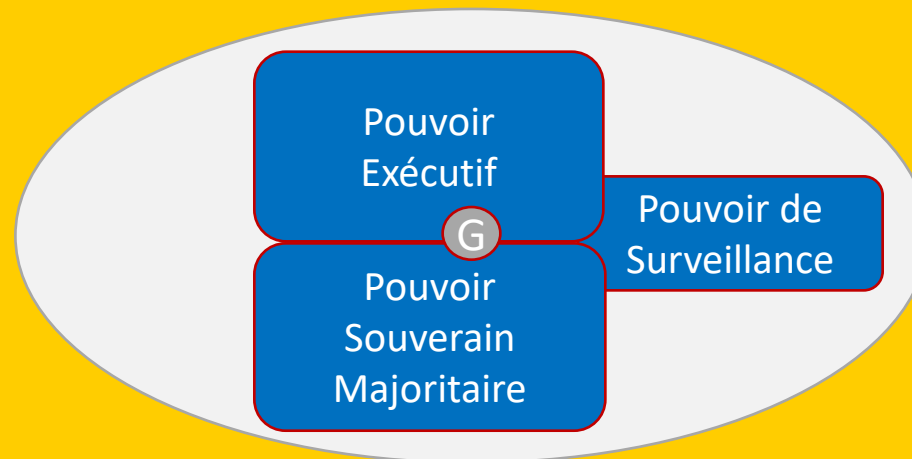 Pouvoir
Exécutif
Pouvoir de
Surveillance
G
Pouvoir
Souverain
Majoritaire